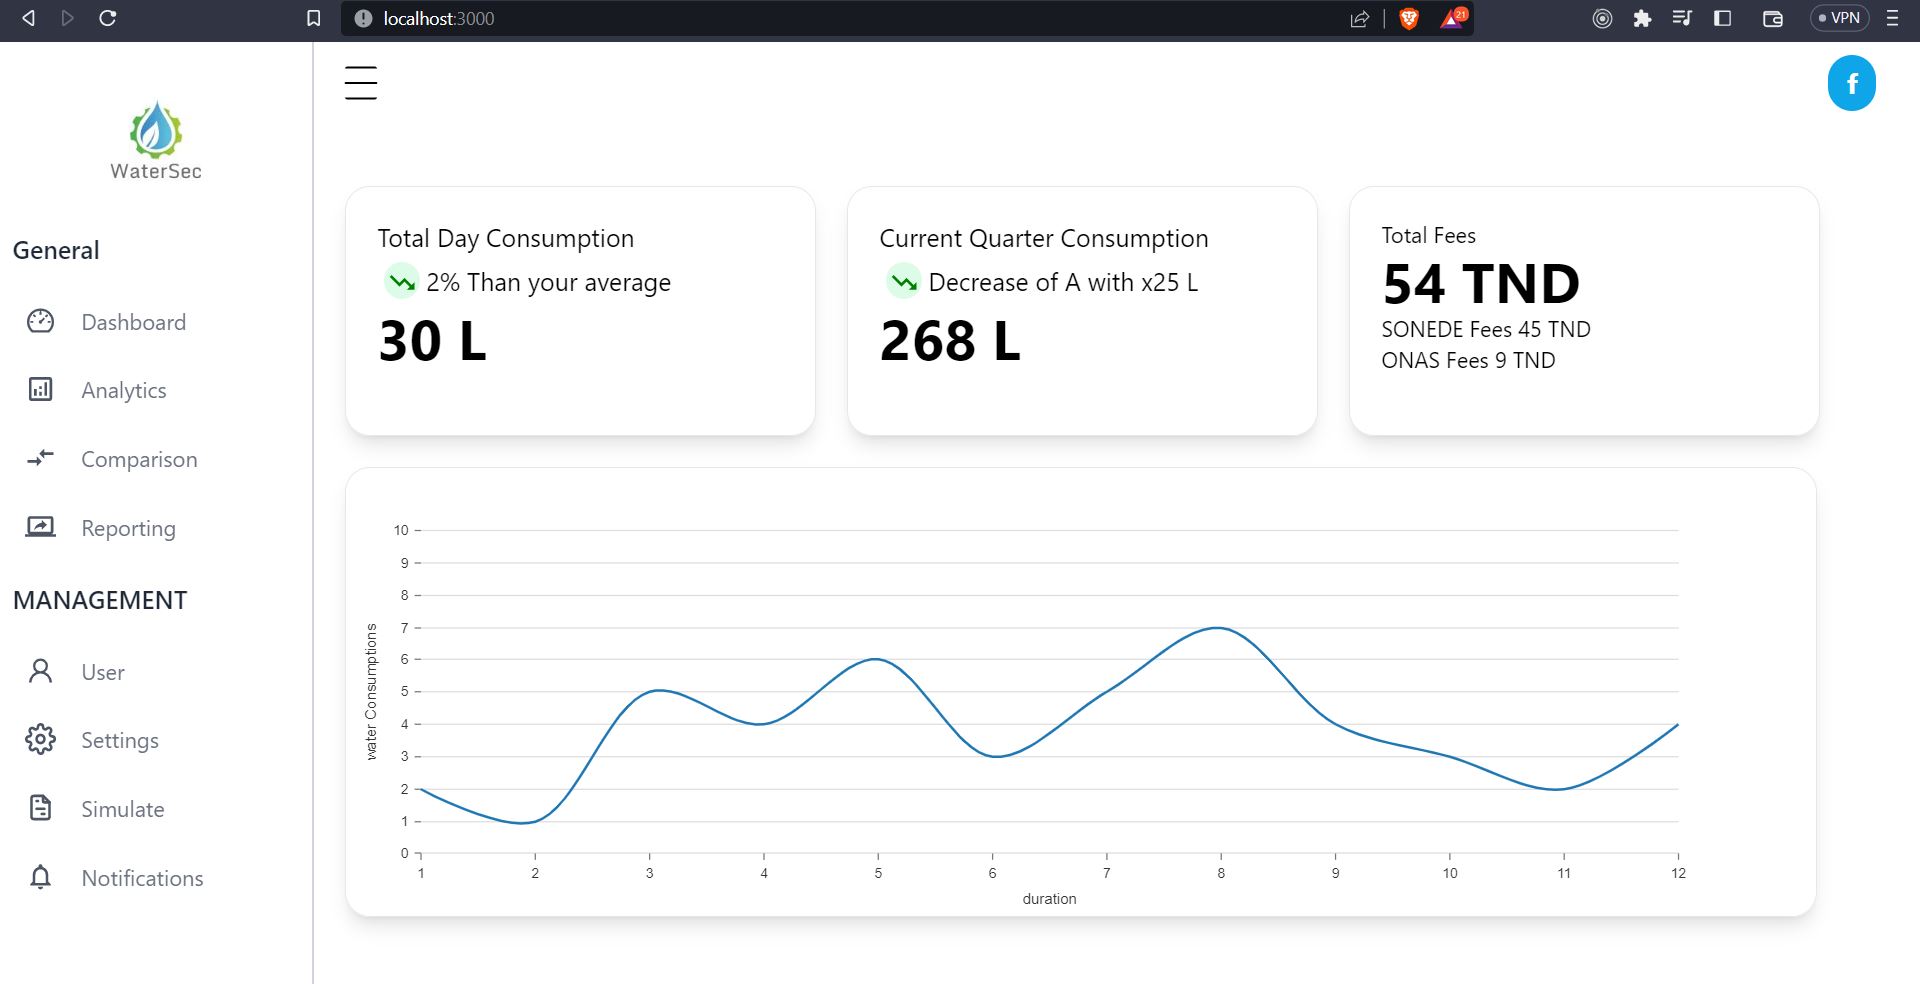 localhost:3000
21
VPN
WaterSec
General
Dashboard
Analytics
Comparison
Reporting
MANAGEMENT
User
Settings
Simulate
Notifications
f
Total Day Consumption
2% Than your average
30 L
Current Quarter Consumption
Decrease of A with x25 L
268 L
Total Fees
54 TND
SONEDE Fees 45 TND
ONAS Fees 9 TND
water Consumptions
10
9
8
7
6
5
4
3
2
1
0
1 2 3 4 5 6 7 8 9 10 11 12
duration